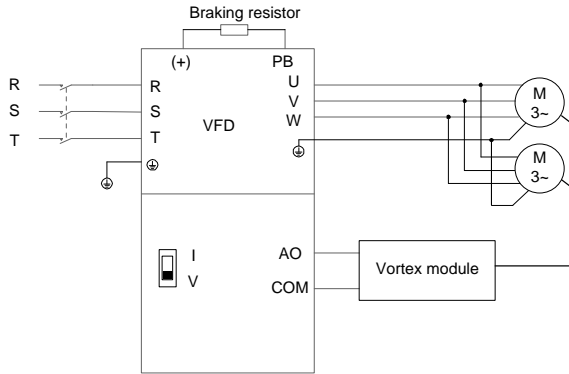 Braking resistor
(+) PB
R R U M
3~
S S VFD V
T T W
M
3~
I AO
V COM
Vortex module